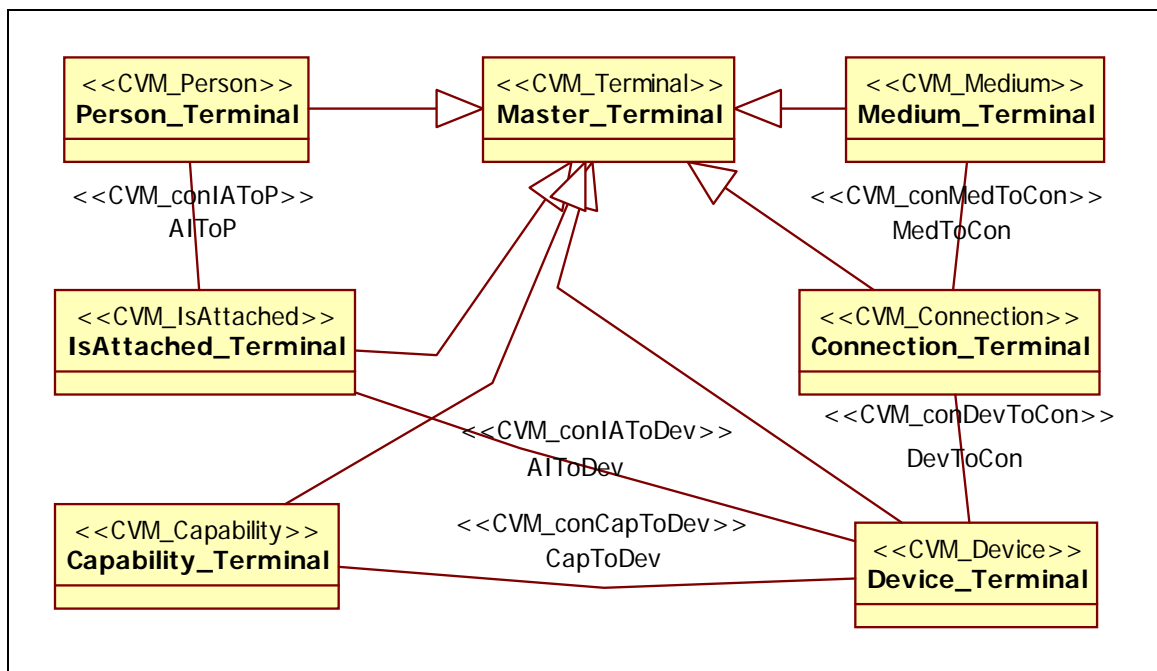 <<CVM_Person>>
Person_Terminal
<<CVM_Terminal>>
Master_Terminal
<<CVM_Medium>>
Medium_Terminal
<<CVM_conIAToP>>
AIToP
<<CVM_conMedToCon>>
MedToCon
<<CVM_IsAttached>>
IsAttached_Terminal
<<CVM_Connection>>
Connection_Terminal
<<CVM_conIAToDev>>
AIToDev
<<CVM_conDevToCon>>
DevToCon
<<CVM_Capability>>
Capability_Terminal
<<CVM_conCapToDev>>
CapToDev
<<CVM_Device>>
Device_Terminal